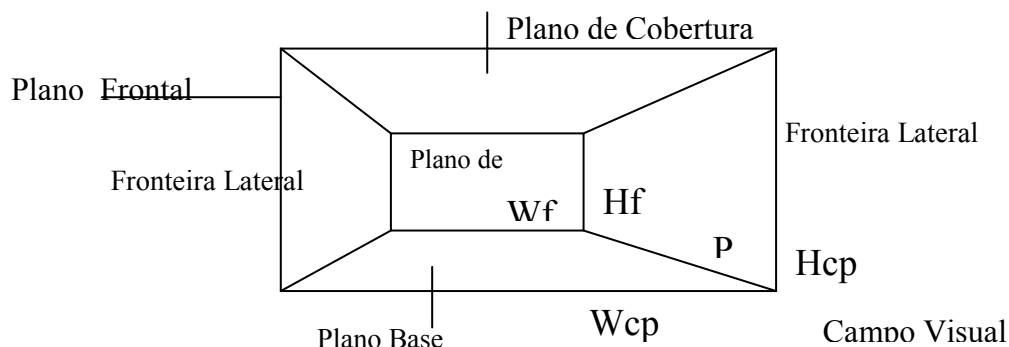 Plano de Cobertura
Plano Frontal
Fronteira Lateral
Plano de
Fronteira Lateral
Wf
Hf
P
Hcp
Wcp
Plano Base
Campo Visual